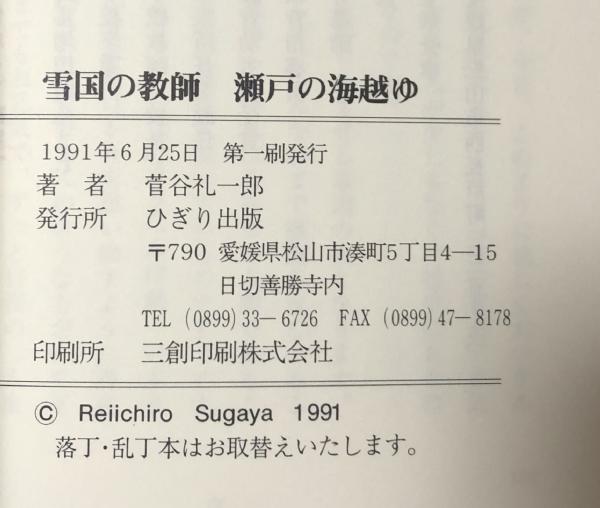 雪国の教師　瀬戸の海越ゆ
1991年6月25日　第一刷発行
著　者　菅谷礼一郎
発行所　ひぎり出版
〒790 愛媛県松山市湊町5丁目4―15
日切善勝寺内
TEL (0899) 33―6726　FAX (0899) 47―8178
印刷所　三創印刷株式会社
© Reiichiro Sugaya 1991
落丁・乱丁本はお取替えいたします。